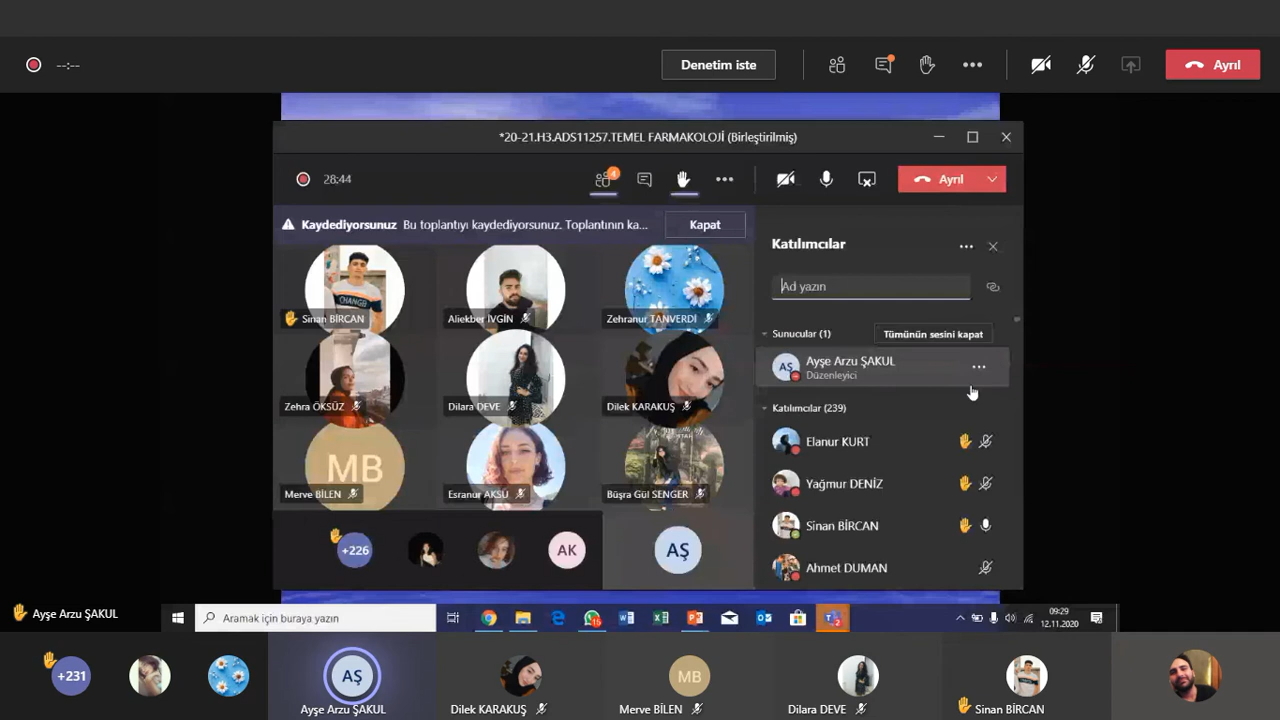 --:--
Denetim iste
Ayrıl
*20-21.H3.ADS11257.TEMEL FARMAKOLOJİ (Birleştirilmiş)
28:44
4
Ayrıl
Kaydediyorsunuz Bu toplantıyı kaydediyorsunuz. Toplantının ka...
Kapat
Katılımcılar
Ad yazın
Sinan BİRCAN
Aliekber İVGİN
Zehranur TANVERDİ
Sunucular (1)
Tümünün sesini kapat
AŞ
Ayşe Arzu ŞAKUL
Düzenleyici
Zehra ÖKSÜZ
Dilara DEVE
Dilek KARAKUŞ
Katılımcılar (239)
Elanur KURT
MB
Merve BİLEN
Esranur AKSU
Büşra Gül SENGER
Yağmur DENİZ
Sinan BİRCAN
+226
AK
AŞ
Ahmet DUMAN
Ayşe Arzu ŞAKUL
Aramak için buraya yazın
09:29
12.11.2020
+231
AŞ
MB
Ayşe Arzu ŞAKUL
Dilek KARAKUŞ
Merve BİLEN
Dilara DEVE
Sinan BİRCAN